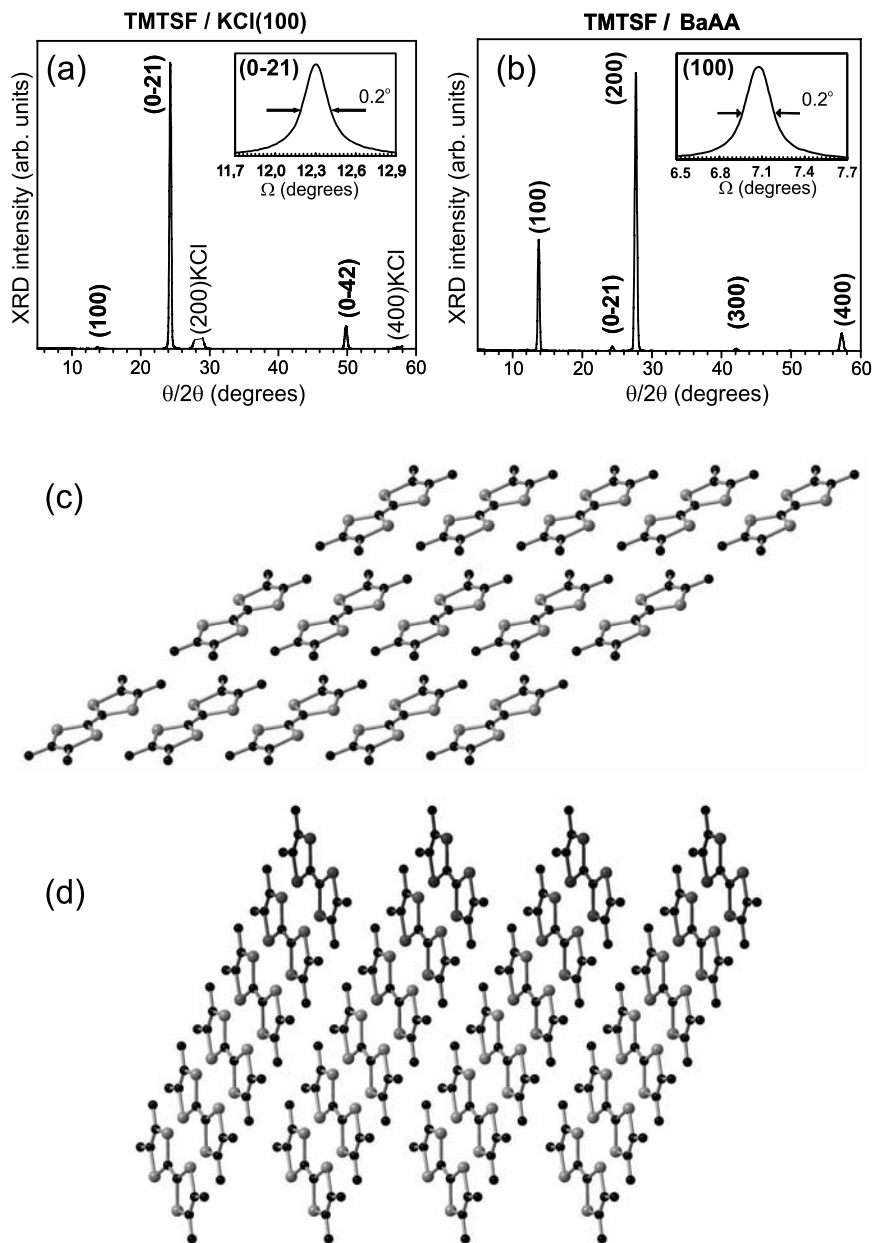 TMTSF / KCl(100)
(a)
XRD intensity (arb. units)
(100)
(0-21)
(200)KCl
(0-42)
(400)KCl
10 20 30 40 50 60
θ/2θ (degrees)
(0-21)
0.2°
11,7 12,0 12,3 12,6 12,9
Ω (degrees)
TMTSF / BaAA
(b)
XRD intensity (arb. units)
(100)
(0-21)
(200)
(300)
(400)
10 20 30 40 50 60
θ/2θ (degrees)
(100)
0.2°
6.5 6.8 7.1 7.4 7.7
Ω (degrees)
(c)
(d)